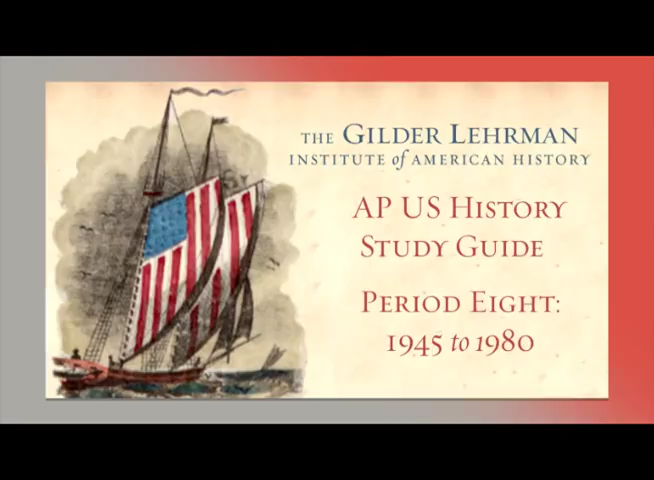 THE GILDER LEHRMAN
INSTITUTE of AMERICAN HISTORY
AP US HISTORY
STUDY GUIDE
PERIOD EIGHT:
1945 to 1980